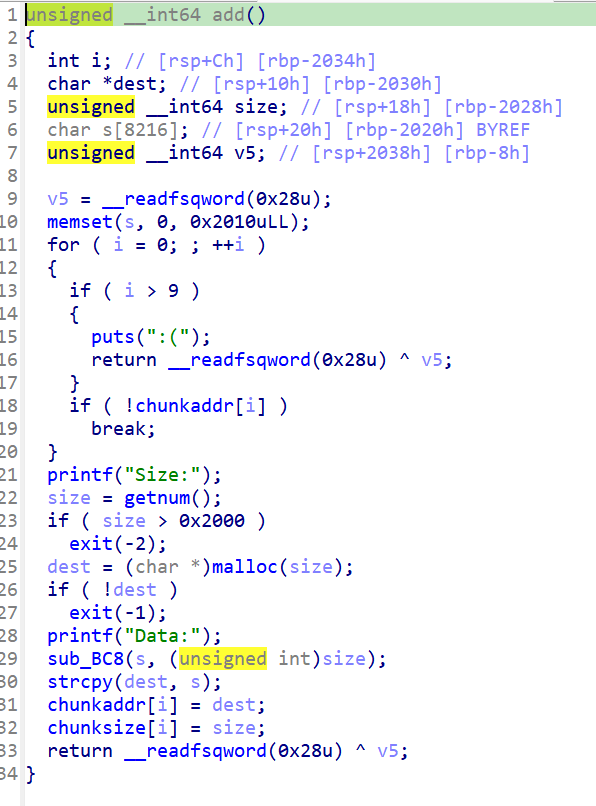 1 unsigned __int64 add()
2 {
3 int i; // [rsp+Ch] [rbp-2034h]
4 char *dest; // [rsp+10h] [rbp-2030h]
5 unsigned __int64 size; // [rsp+18h] [rbp-2028h]
6 char s[8216]; // [rsp+20h] [rbp-2020h] BYREF
7 unsigned __int64 v5; // [rsp+2038h] [rbp-8h]
8
9 v5 = __readfsqword(0x28u);
10 memset(s, 0, 0x2010uLL);
11 for ( i = 0; ; ++i )
12 {
13 if ( i > 9 )
14 {
15 puts(":(");
16 return __readfsqword(0x28u) ^ v5;
17 }
18 if ( !chunkaddr[i] )
19 break;
20 }
21 printf("Size:");
22 size = getnum();
23 if ( size > 0x2000 )
24 exit(-2);
25 dest = (char *)malloc(size);
26 if ( !dest )
27 exit(-1);
28 printf("Data:");
29 sub_BC8(s, (unsigned int)size);
30 strcpy(dest, s);
31 chunkaddr[i] = dest;
32 chunksize[i] = size;
33 return __readfsqword(0x28u) ^ v5;
34 }